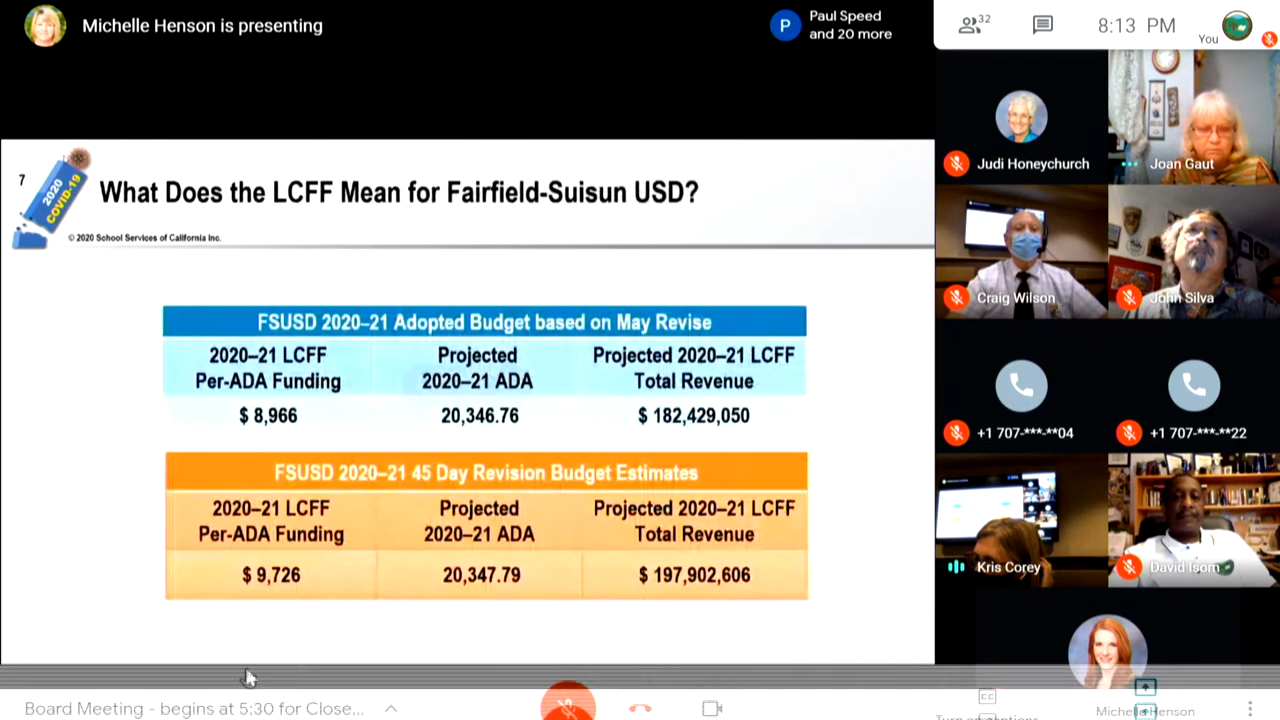 Michelle Henson is presenting
P
Paul Speed
and 20 more
32
8:13 PM
You
7
2020
COVID-19
What Does the LCFF Mean for Fairfield-Suisun USD?
© 2020 School Services of California Inc.
FSUSD 2020–21 Adopted Budget based on May Revise
2020–21 LCFF
Per-ADA Funding
Projected
2020–21 ADA
Projected 2020–21 LCFF
Total Revenue
$ 8,966
20,346.76
$ 182,429,050
FSUSD 2020–21 45 Day Revision Budget Estimates
2020–21 LCFF
Per-ADA Funding
Projected
2020–21 ADA
Projected 2020–21 LCFF
Total Revenue
$ 9,726
20,347.79
$ 197,902,606
Judi Honeychurch
Joan Gaut
Craig Wilson
John Silva
+1 707-***-**04
+1 707-***-**22
Kris Corey
David Isom
Michelle Henson
Board Meeting - begins at 5:30 for Close...
CC
Turn on captions